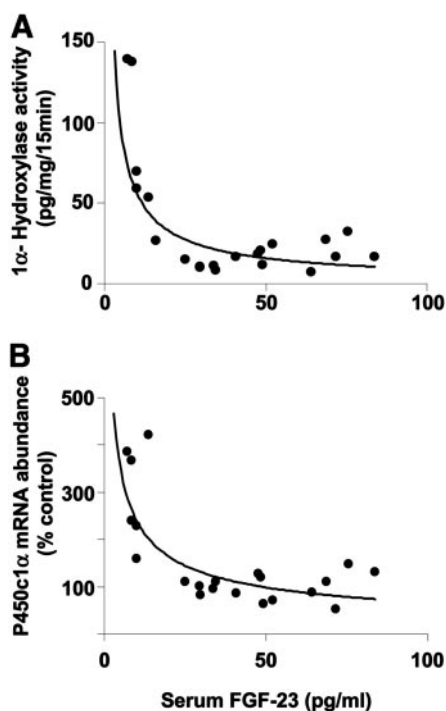 A
1α- Hydroxylase activity
(pg/mg/15min)
150
100
50
0
0
50
100
B
P450c1α mRNA abundance
(% control)
500
300
100
0
50
100
Serum FGF-23 (pg/ml)